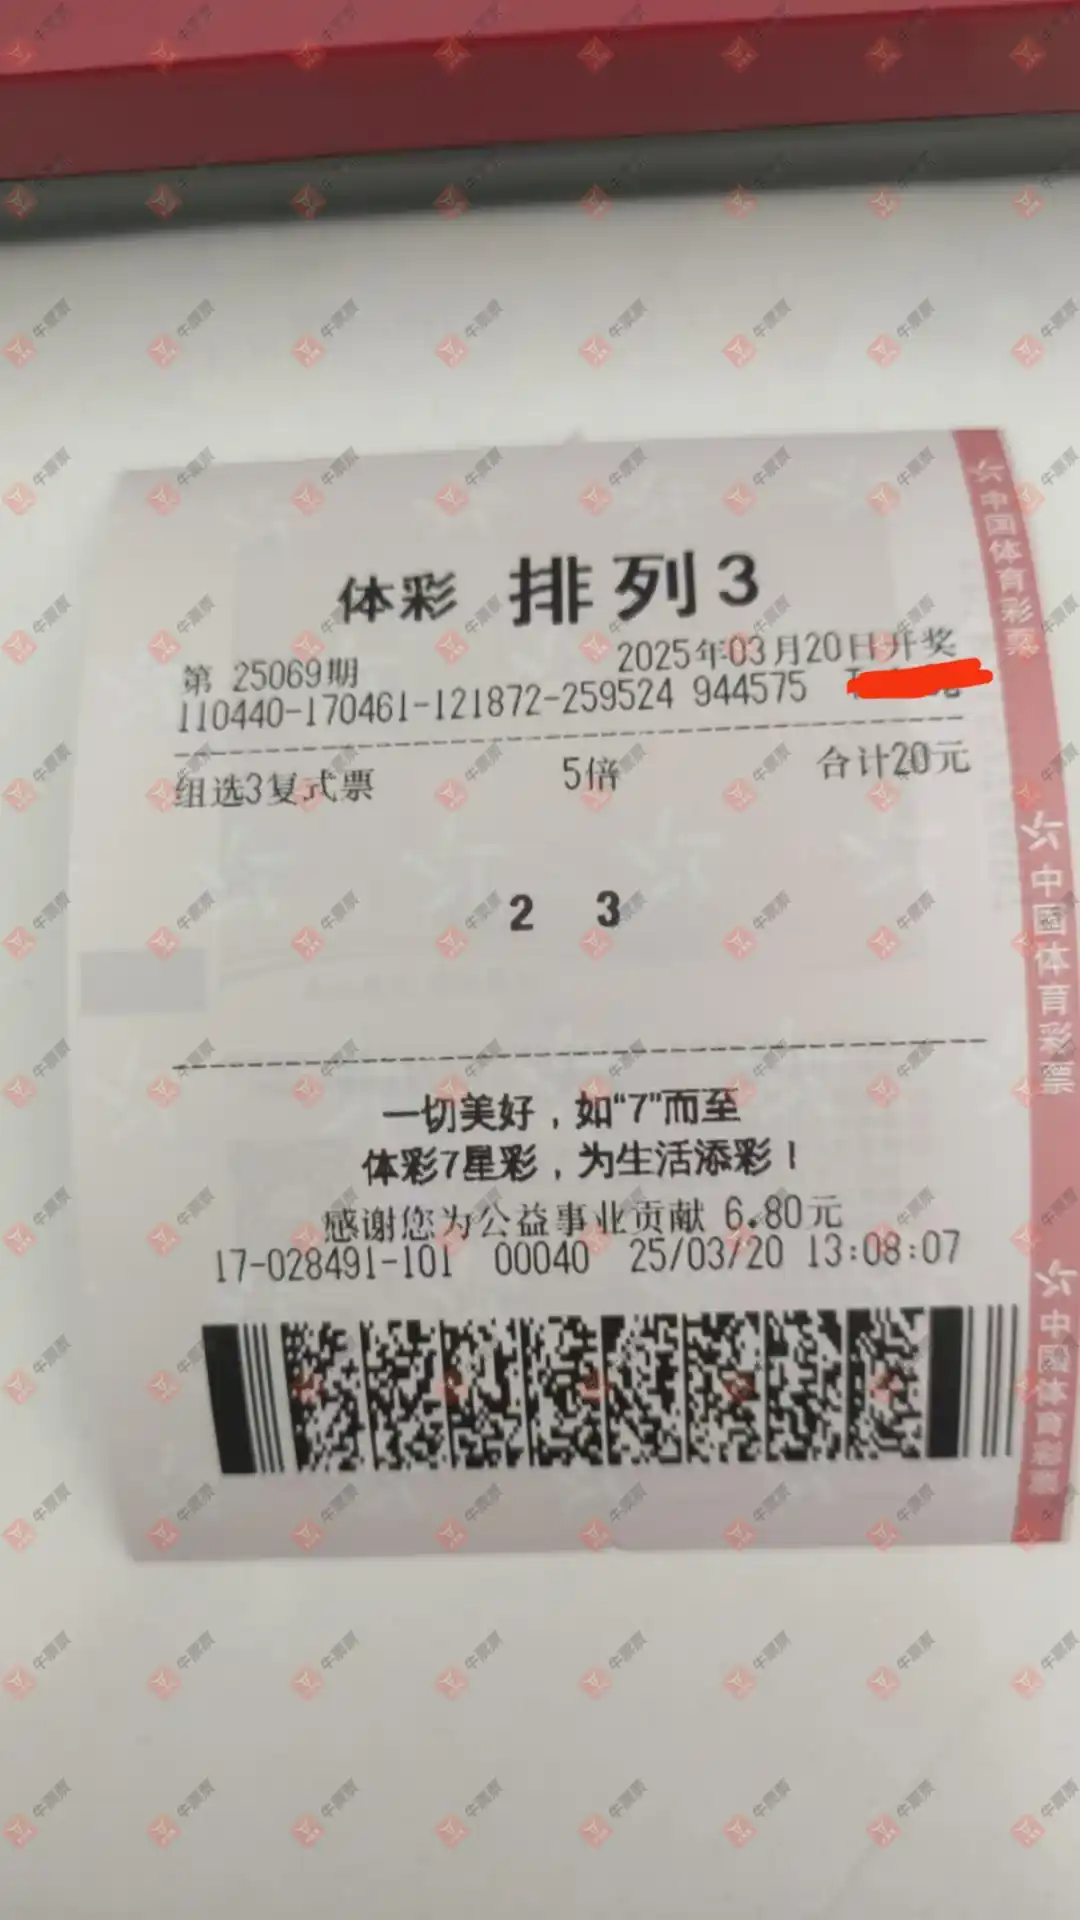 体彩 排列3
第 25069期 2025年03月20日开奖
110440-170461-121872-259524 944575
组选3复式票 5倍 合计20元
2 3
一切美好，如“7”而至
体彩7星彩，为生活添彩！
感谢您为公益事业贡献 6.80元
17-028491-101 00040 25/03/20 13:08:07
中国体育彩票
中国体育彩票
中国体育彩票
牛票票